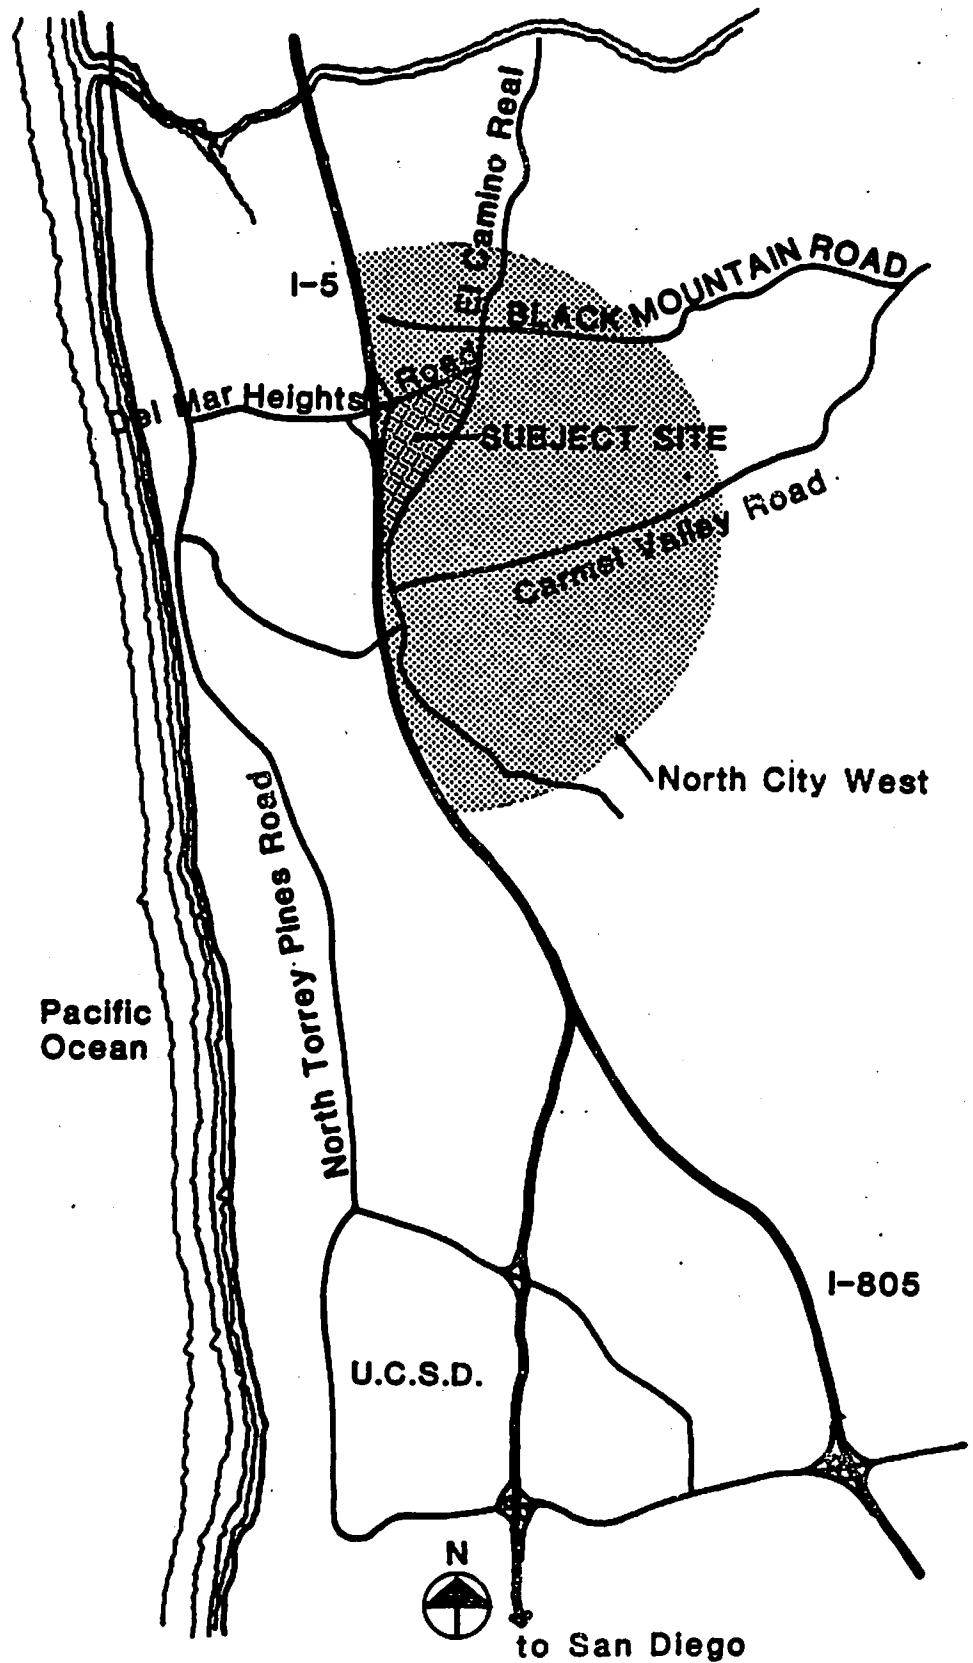 El Camino Real
I-5
BLACK MOUNTAIN ROAD
Del Mar Heights Road
SUBJECT SITE
Carmel Valley Road
North City West
North Torrey Pines Road
Pacific
Ocean
I-805
U.C.S.D.
N
to San Diego